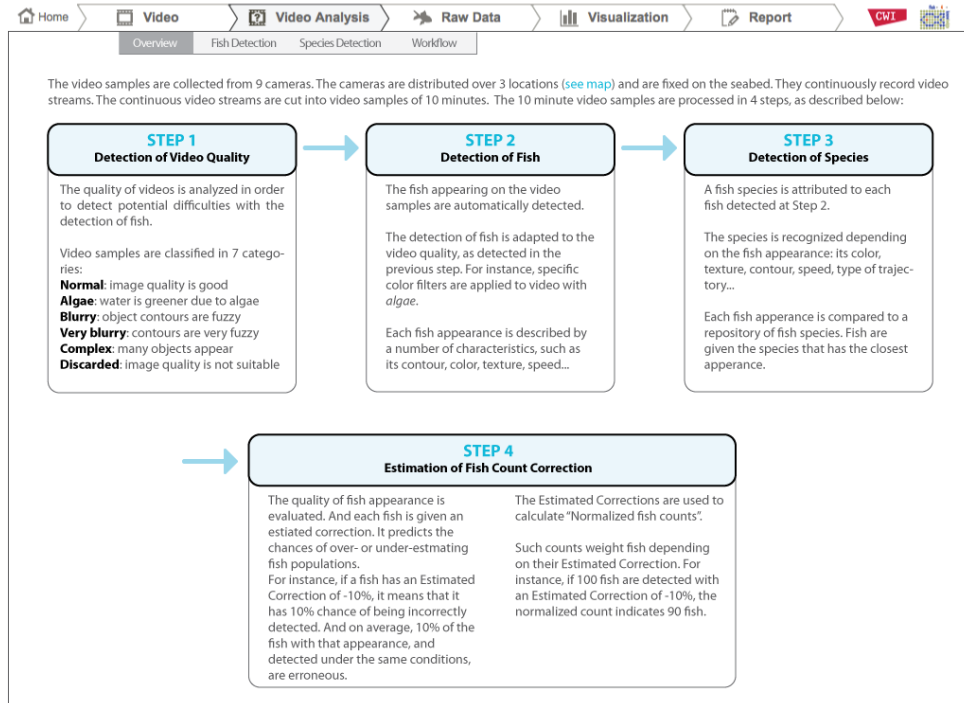 Home
Video
Video Analysis
Raw Data
Visualization
Report
CWI
Overview
Fish Detection
Species Detection
Workflow
The video samples are collected from 9 cameras. The cameras are distributed over 3 locations (see map) and are fixed on the seabed. They continuously record video
streams. The continuous video streams are cut into video samples of 10 minutes. The 10 minute video samples are processed in 4 steps, as described below:
STEP 1
Detection of Video Quality
The quality of videos is analyzed in order
to detect potential difficulties with the
detection of fish.
Video samples are classified in 7 catego-
ries:
Normal: image quality is good
Algae: water is greener due to algae
Blurry: object contours are fuzzy
Very blurry: contours are very fuzzy
Complex: many objects appear
Discarded: image quality is not suitable
STEP 2
Detection of Fish
The fish appearing on the video
samples are automatically detected.
The detection of fish is adapted to the
video quality, as detected in the
previous step. For instance, specific
color filters are applied to video with
algae.
Each fish appearance is described by
a number of characteristics, such as
its contour, color, texture, speed...
STEP 3
Detection of Species
A fish species is attributed to each
fish detected at Step 2.
The species is recognized depending
on the fish appearance: its color,
texture, contour, speed, type of trajec-
tory...
Each fish apperance is compared to a
repository of fish species. Fish are
given the species that has the closest
apperance.
STEP 4
Estimation of Fish Count Correction
The quality of fish appearance is
evaluated. And each fish is given an
estiated correction. It predicts the
chances of over- or under-estmating
fish populations.
For instance, if a fish has an Estimated
Correction of -10%, it means that it
has 10% chance of being incorrectly
detected. And on average, 10% of the
fish with that appearance, and
detected under the same conditions,
are erroneous.
The Estimated Corrections are used to
calculate "Normalized fish counts".
Such counts weight fish depending
on their Estimated Correction. For
instance, if 100 fish are detected with
an Estimated Correction of -10%, the
normalized count indicates 90 fish.